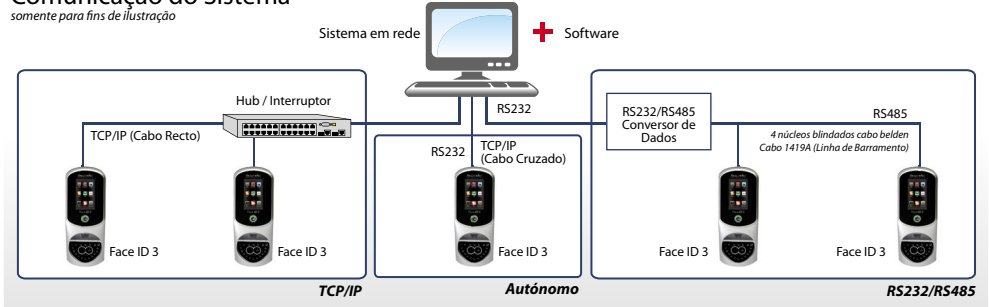 Comunicação do Sistema
somente para fins de ilustração
Sistema em rede
Software
Hub / Interruptor
TCP/IP (Cabo Recto)
Face ID 3
Face ID 3
TCP/IP
RS232
RS232
TCP/IP
(Cabo Cruzado)
Face ID 3
Autónomo
RS232/RS485
Conversor de
Dados
RS485
4 núcleos blindados cabo belden
Cabo 1419A (Linha de Barramento)
Face ID 3
Face ID 3
RS232/RS485